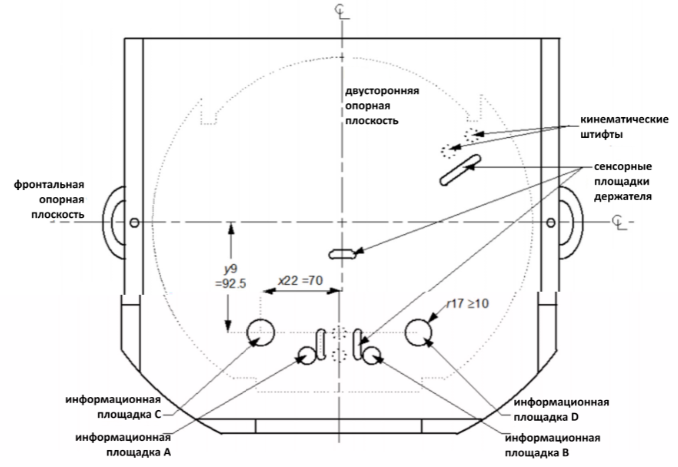 ℄
двусторонняя
опорная
плоскость
кинематические
штифты
сенсорные
площадки
держателя
фронтальная
опорная
плоскость
℄
y9
=92.5
x22 =70
r17 ≥10
информационная
площадка C
информационная
площадка D
информационная
площадка A
информационная
площадка B